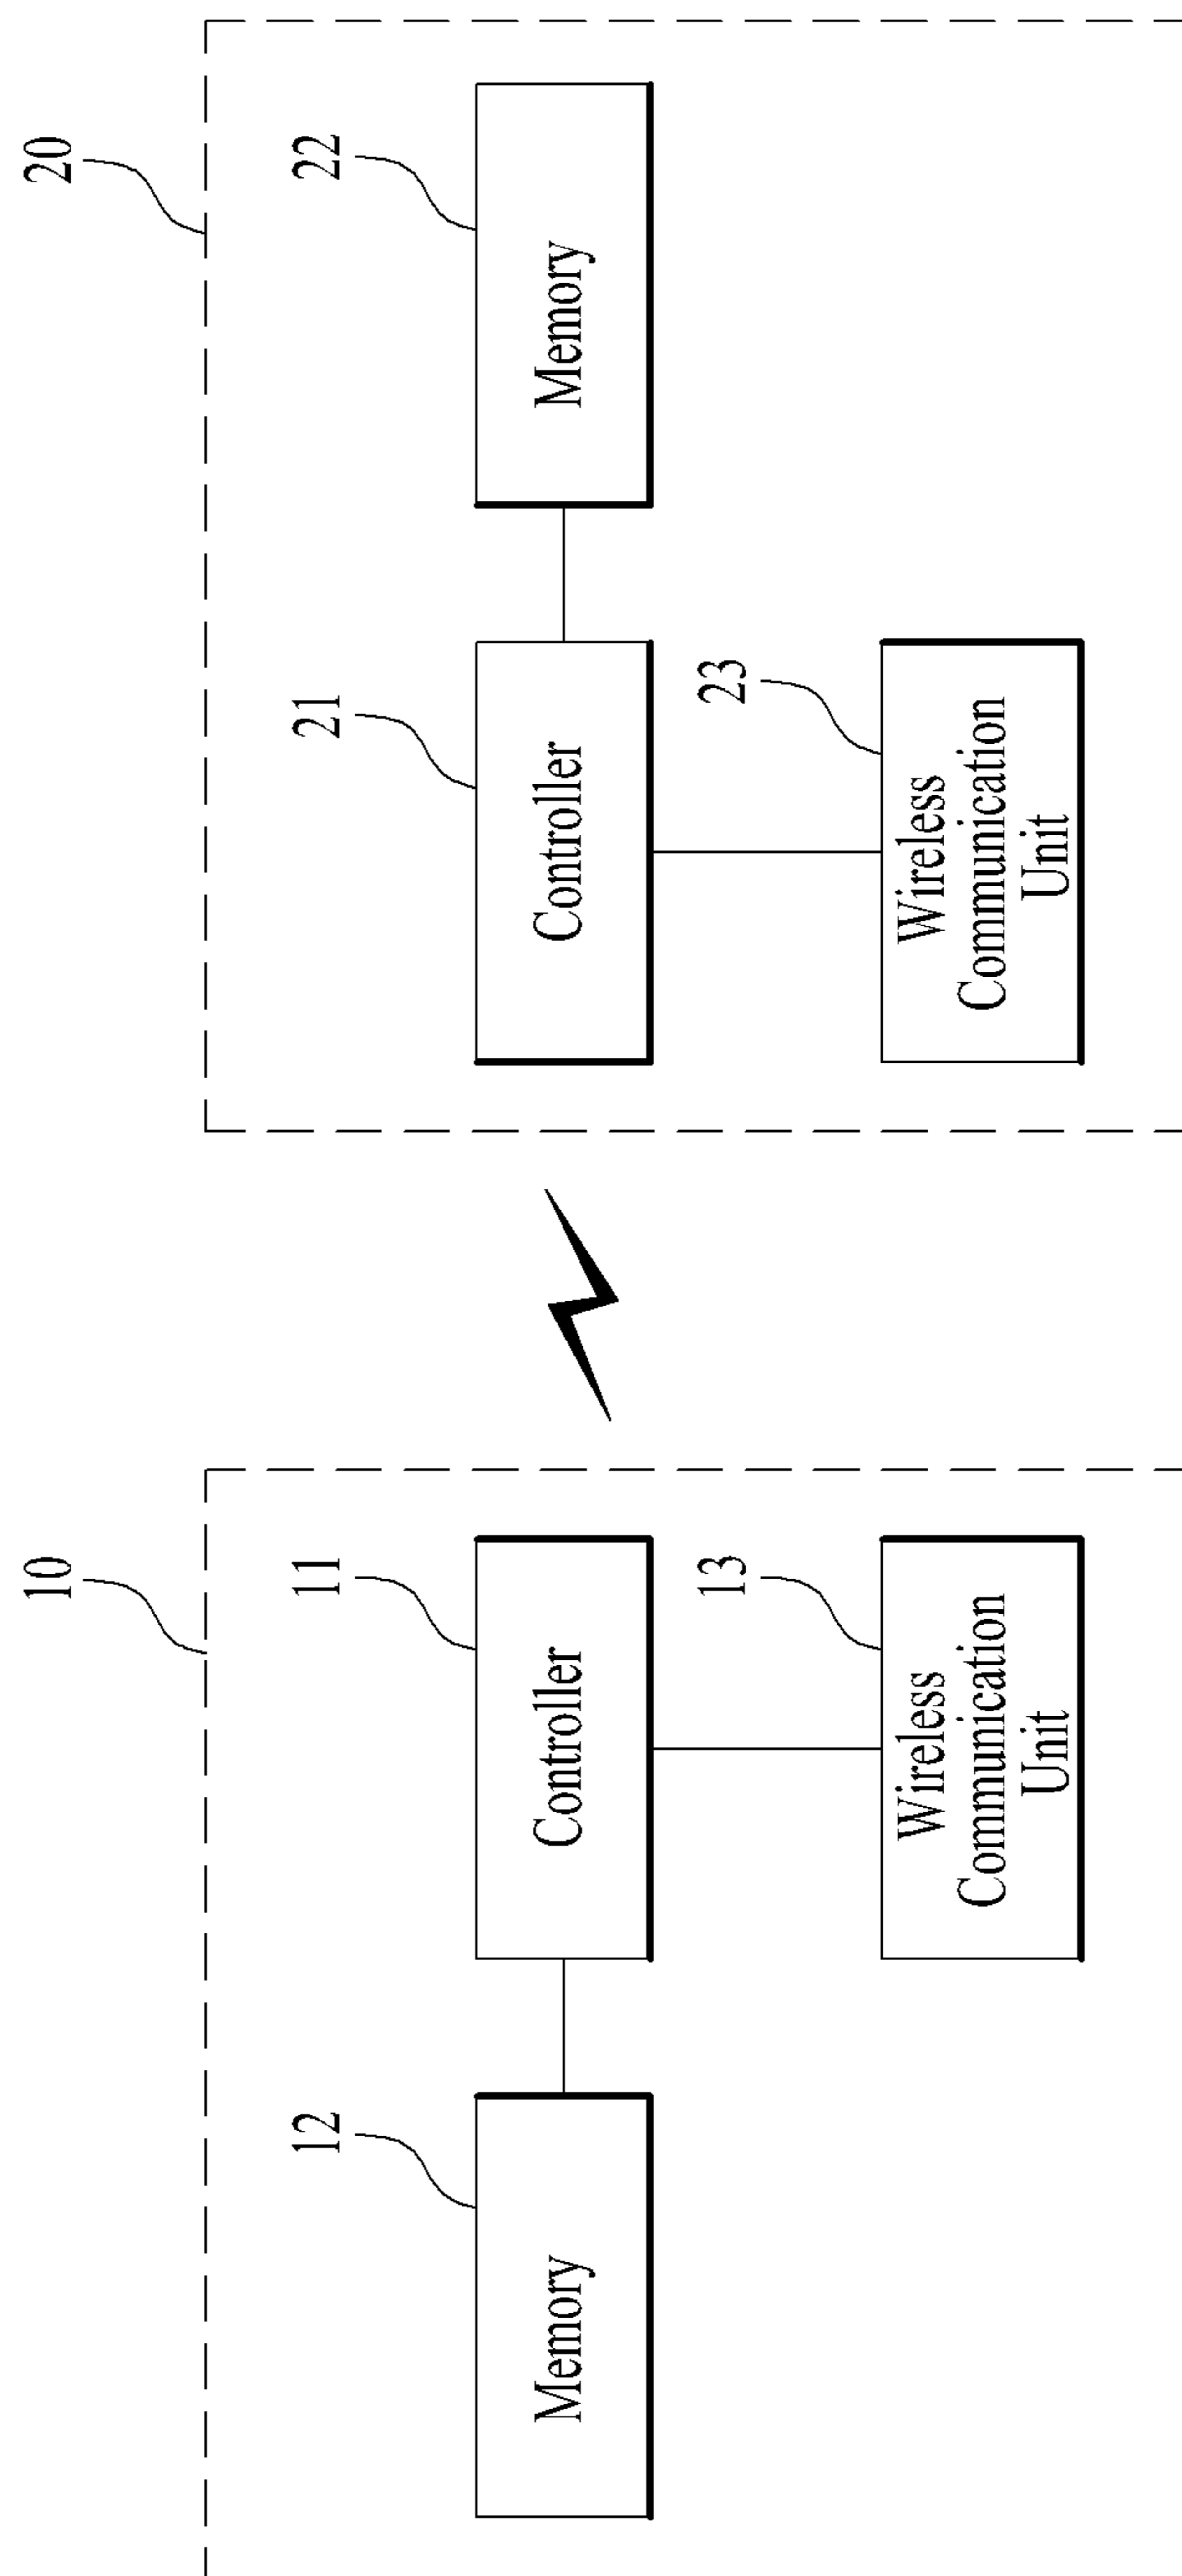 10
20
12
11
21
22
Memory
Controller
Controller
Memory
13
23
Wireless
Communication
Unit
Wireless
Communication
Unit